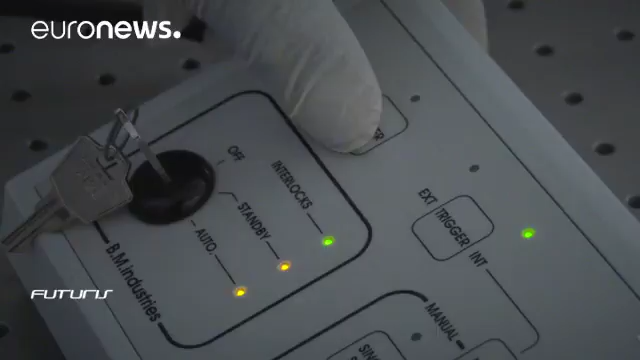 euronews.
OFF
INTERLOCKS
STANDBY
AUTO.
B.M.industries
EXT
TRIGGER
INT
MANUAL
FUTURIS